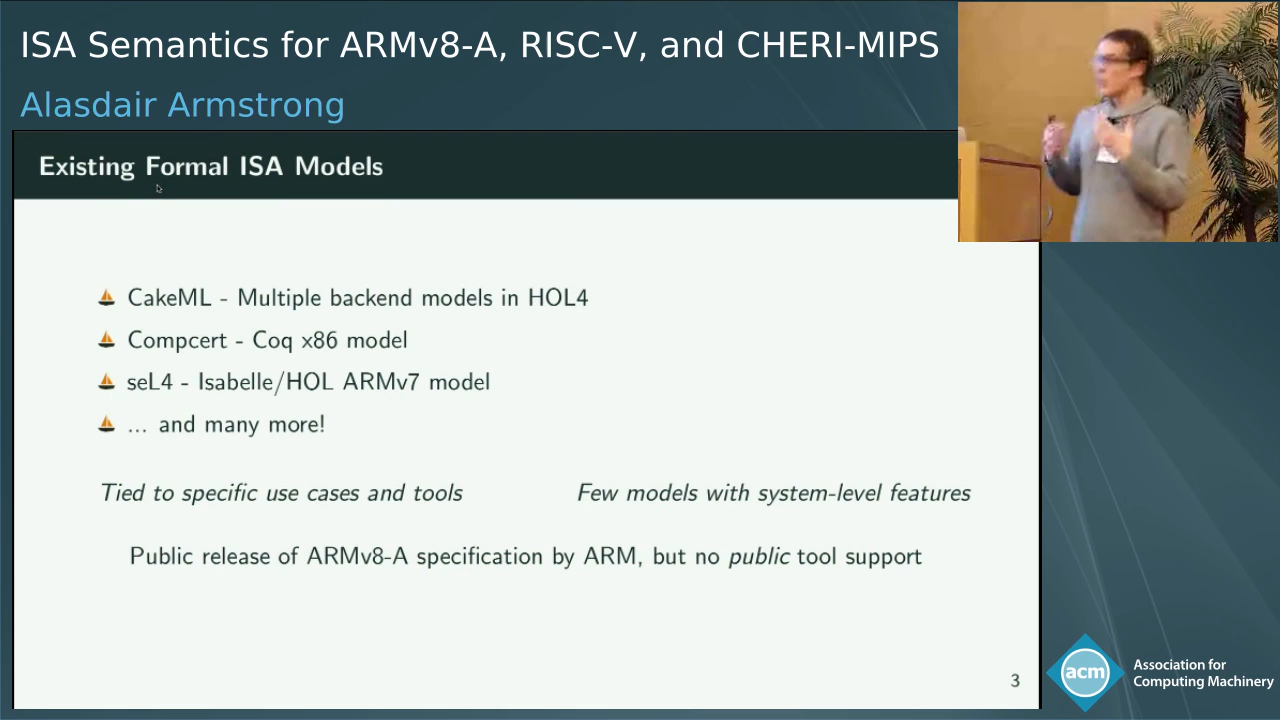 ISA Semantics for ARMv8-A, RISC-V, and CHERI-MIPS
Alasdair Armstrong
Existing Formal ISA Models
CakeML - Multiple backend models in HOL4
Compcert - Coq x86 model
seL4 - Isabelle/HOL ARMv7 model
... and many more!
Tied to specific use cases and tools
Few models with system-level features
Public release of ARMv8-A specification by ARM, but no public tool support
3
acm
Association for
Computing Machinery